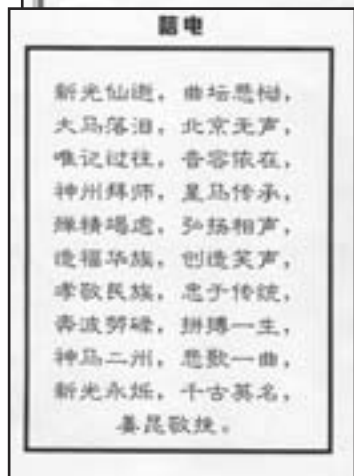 唁电
新光仙逝，曲坛悲恸，
大马落泪，北京无声，
唯记过往，音容依在，
神州拜师，星马传承，
殚精竭虑，弘扬相声，
造福华族，创造笑声，
孝敬民族，忠于传统，
奔波劳碌，拼搏一生，
神马二州，悲歌一曲，
新光永烁，千古英名，
姜昆敬挽。